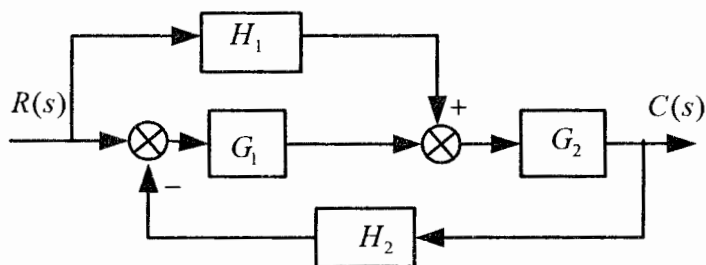 H₁
+
R(s)
G₁
G₂
C(s)
−
H₂